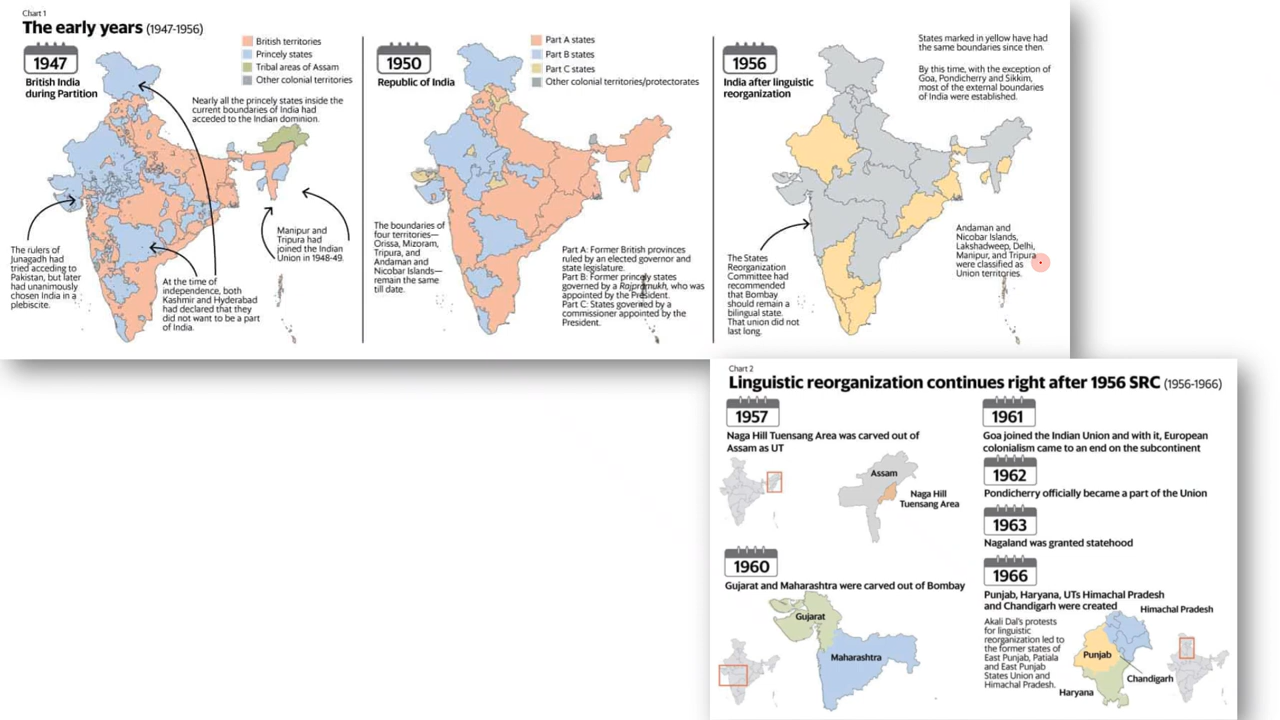 Chart 1
The early years (1947-1956)
1947
British India
during Partition
British territories
Princely states
Tribal areas of Assam
Other colonial territories
Nearly all the princely states inside the
current boundaries of India had
acceded to the Indian dominion.
The rulers of
Junagadh had
tried acceding to
Pakistan, but later
had unanimously
chosen India in a
plebiscite.
At the time of
independence, both
Kashmir and Hyderabad
had declared that they
did not want to be a part
of India.
Manipur and
Tripura had
joined the Indian
Union in 1948-49.
1950
Republic of India
Part A states
Part B states
Part C states
Other colonial territories/protectorates
The boundaries of
four territories—
Orissa, Mizoram,
Tripura, and
Andaman and
Nicobar Islands—
remain the same
till date.
Part A: Former British provinces
ruled by an elected governor and
state legislature.
Part B: Former princely states
governed by a Rajpramukh, who was
appointed by the President.
Part C: States governed by a
commissioner appointed by the
President.
1956
India after linguistic
reorganization
States marked in yellow have had
the same boundaries since then.
By this time, with the exception of
Goa, Pondicherry and Sikkim,
most of the external boundaries
of India were established.
The States
Reorganization
Committee had
recommended
that Bombay
should remain a
bilingual state.
That union did not
last long.
Andaman and
Nicobar Islands,
Lakshadweep, Delhi,
Manipur, and Tripura
were classified as
Union territories.
Chart 2
Linguistic reorganization continues right after 1956 SRC (1956-1966)
1957
Naga Hill Tuensang Area was carved out of
Assam as UT
Assam
Naga Hill
Tuensang Area
1960
Gujarat and Maharashtra were carved out of Bombay
Gujarat
Maharashtra
1961
Goa joined the Indian Union and with it, European
colonialism came to an end on the subcontinent
1962
Pondicherry officially became a part of the Union
1963
Nagaland was granted statehood
1966
Punjab, Haryana, UTs Himachal Pradesh
and Chandigarh were created
Akali Dal's protests
for linguistic
reorganization led to
the former states of
East Punjab, Patiala
and East Punjab
States Union and
Himachal Pradesh.
Himachal Pradesh
Punjab
Chandigarh
Haryana